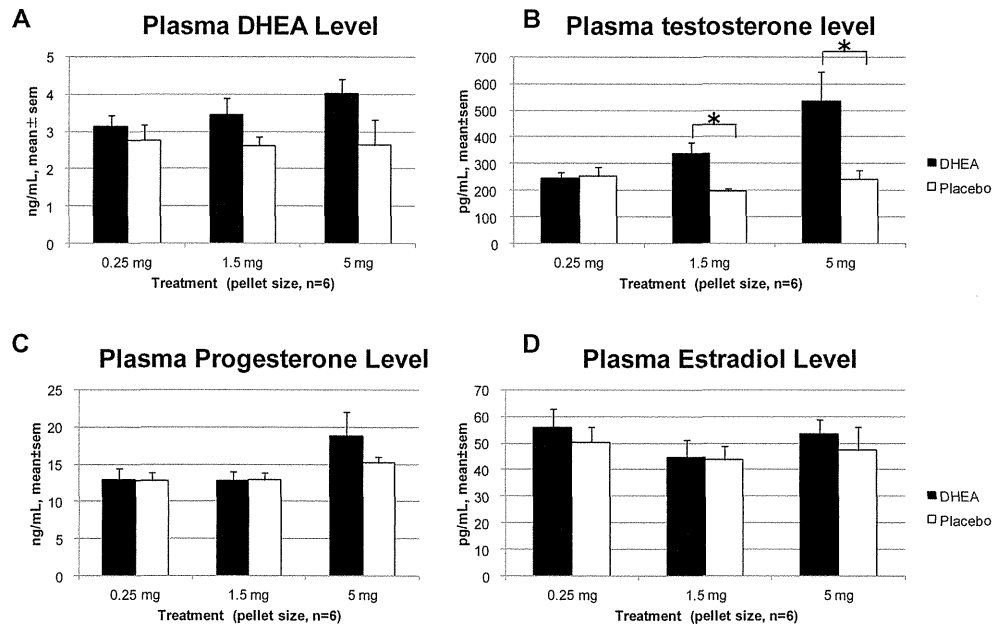 A
Plasma DHEA Level
ng/mL, mean± sem
5
4
3
2
1
0
0.25 mg
1.5 mg
5 mg
Treatment (pellet size, n=6)
B
Plasma testosterone level
pg/mL, mean±sem
700
600
500
400
300
200
100
0
*
*
0.25 mg
1.5 mg
5 mg
Treatment (pellet size, n=6)
DHEA
Placebo
C
Plasma Progesterone Level
ng/mL, mean±sem
25
20
15
10
5
0
0.25 mg
1.5 mg
5 mg
Treatment (pellet size, n=6)
D
Plasma Estradiol Level
pg/mL, mean±sem
70
60
50
40
30
20
10
0
0.25 mg
1.5 mg
5 mg
Treatment (pellet size, n=6)
DHEA
Placebo